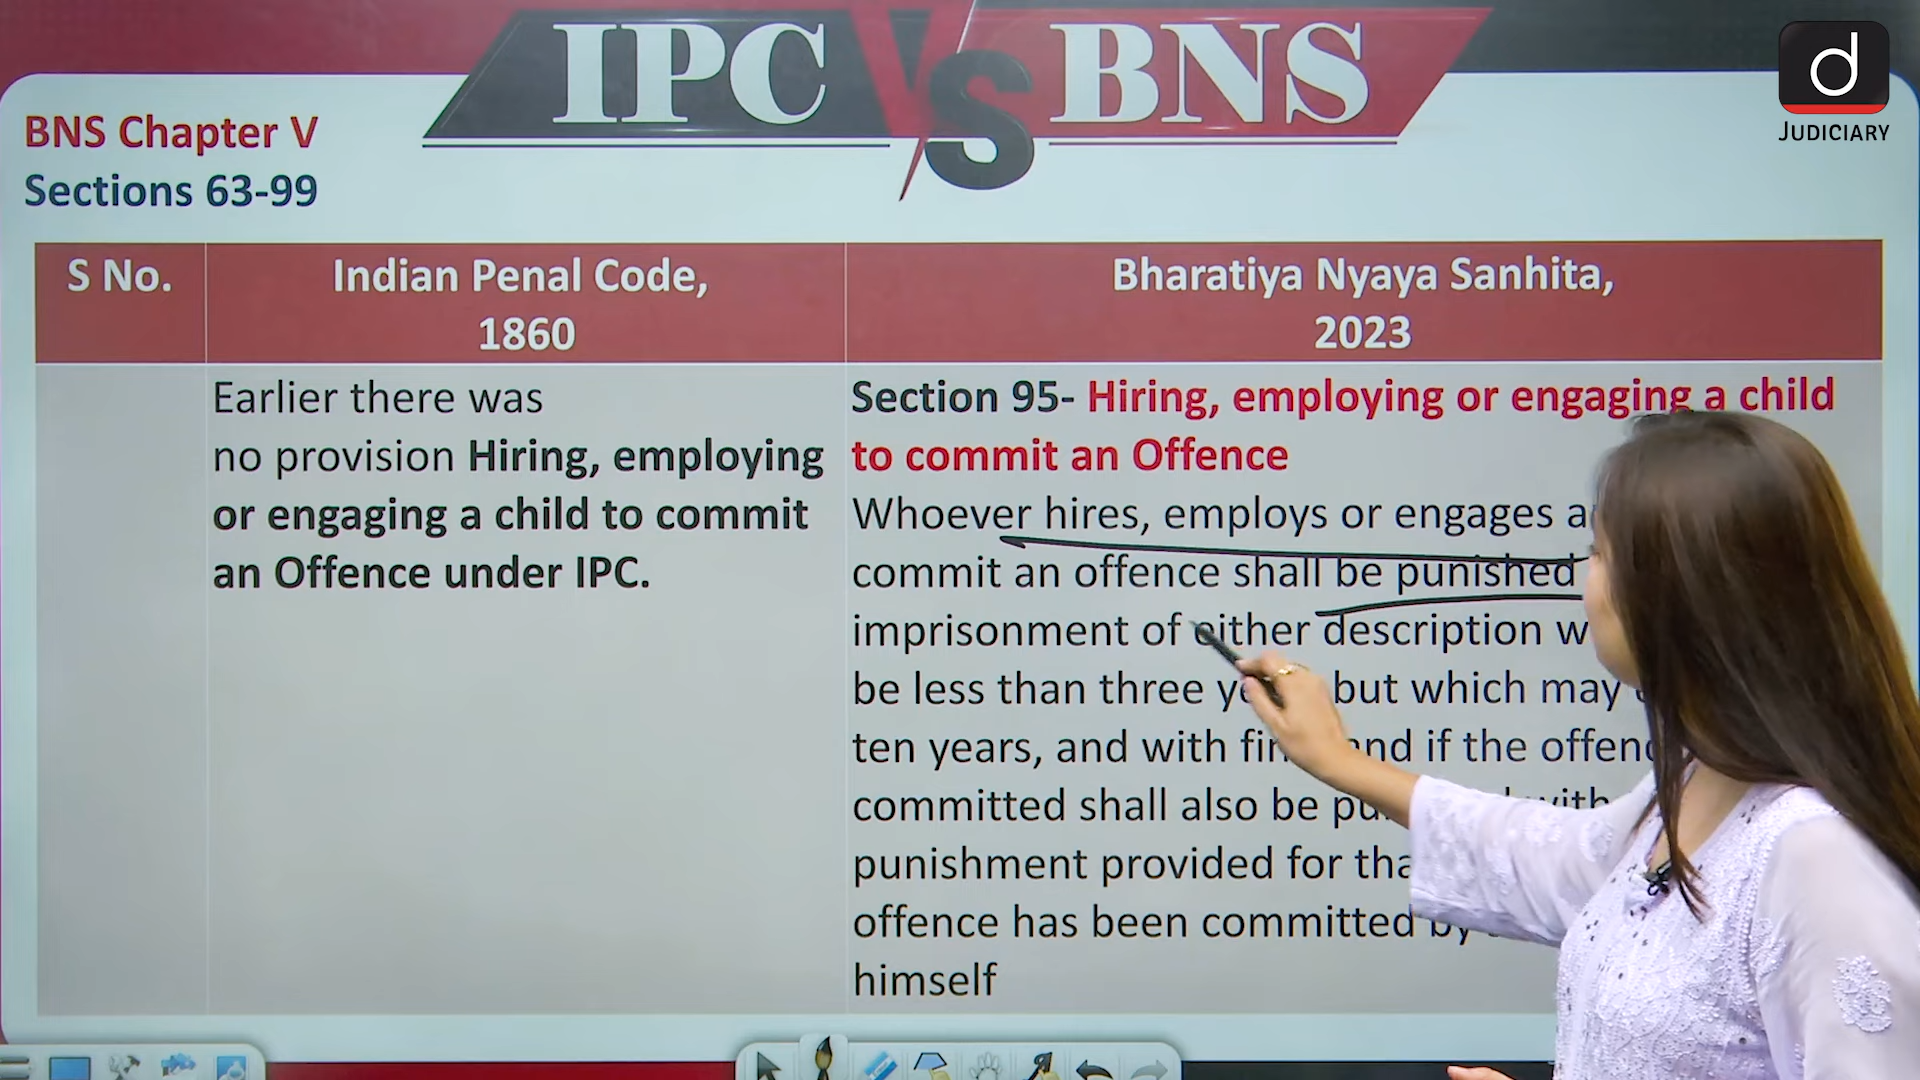 IPC VS BNS
JUDICIARY
BNS Chapter V
Sections 63-99
S No.
Indian Penal Code,
1860
Bharatiya Nyaya Sanhita,
2023
Earlier there was
no provision Hiring, employing
or engaging a child to commit
an Offence under IPC.
Section 95- Hiring, employing or engaging a child
to commit an Offence
Whoever hires, employs or engages
commit an offence shall be punished
imprisonment of either description
be less than three but which may
ten years, and with and if the
committed shall also be
punishment provided for
offence has been committed
himself